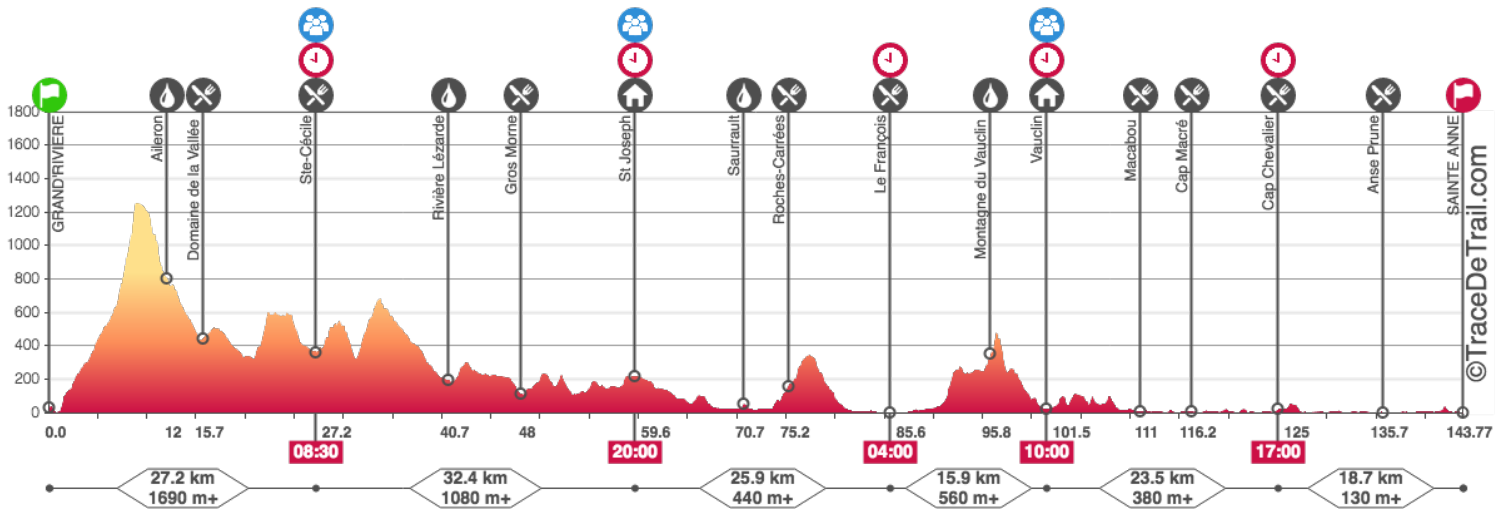 1800
1600
1400
1200
1000
800
600
400
200
0
GRAND'RIVIERE
Aileron
Domaine de la Vallée
Ste-Cécile
Rivière Lézarde
Gros Morne
St Joseph
Saurrault
Roches-Carrées
Le François
Montagne du Vauclin
Vauclin
Macabou
Cap Macré
Cap Chevalier
Anse Prune
SAINTE ANNE
©TraceDeTrail.com
0.0 12 15.7 27.2 40.7 48 59.6 70.7 75.2 85.6 95.8 101.5 111 116.2 125 135.7 143.77
08:30 20:00 04:00 10:00 17:00
27.2 km 32.4 km 25.9 km 15.9 km 23.5 km 18.7 km
1690 m+ 1080 m+ 440 m+ 560 m+ 380 m+ 130 m+